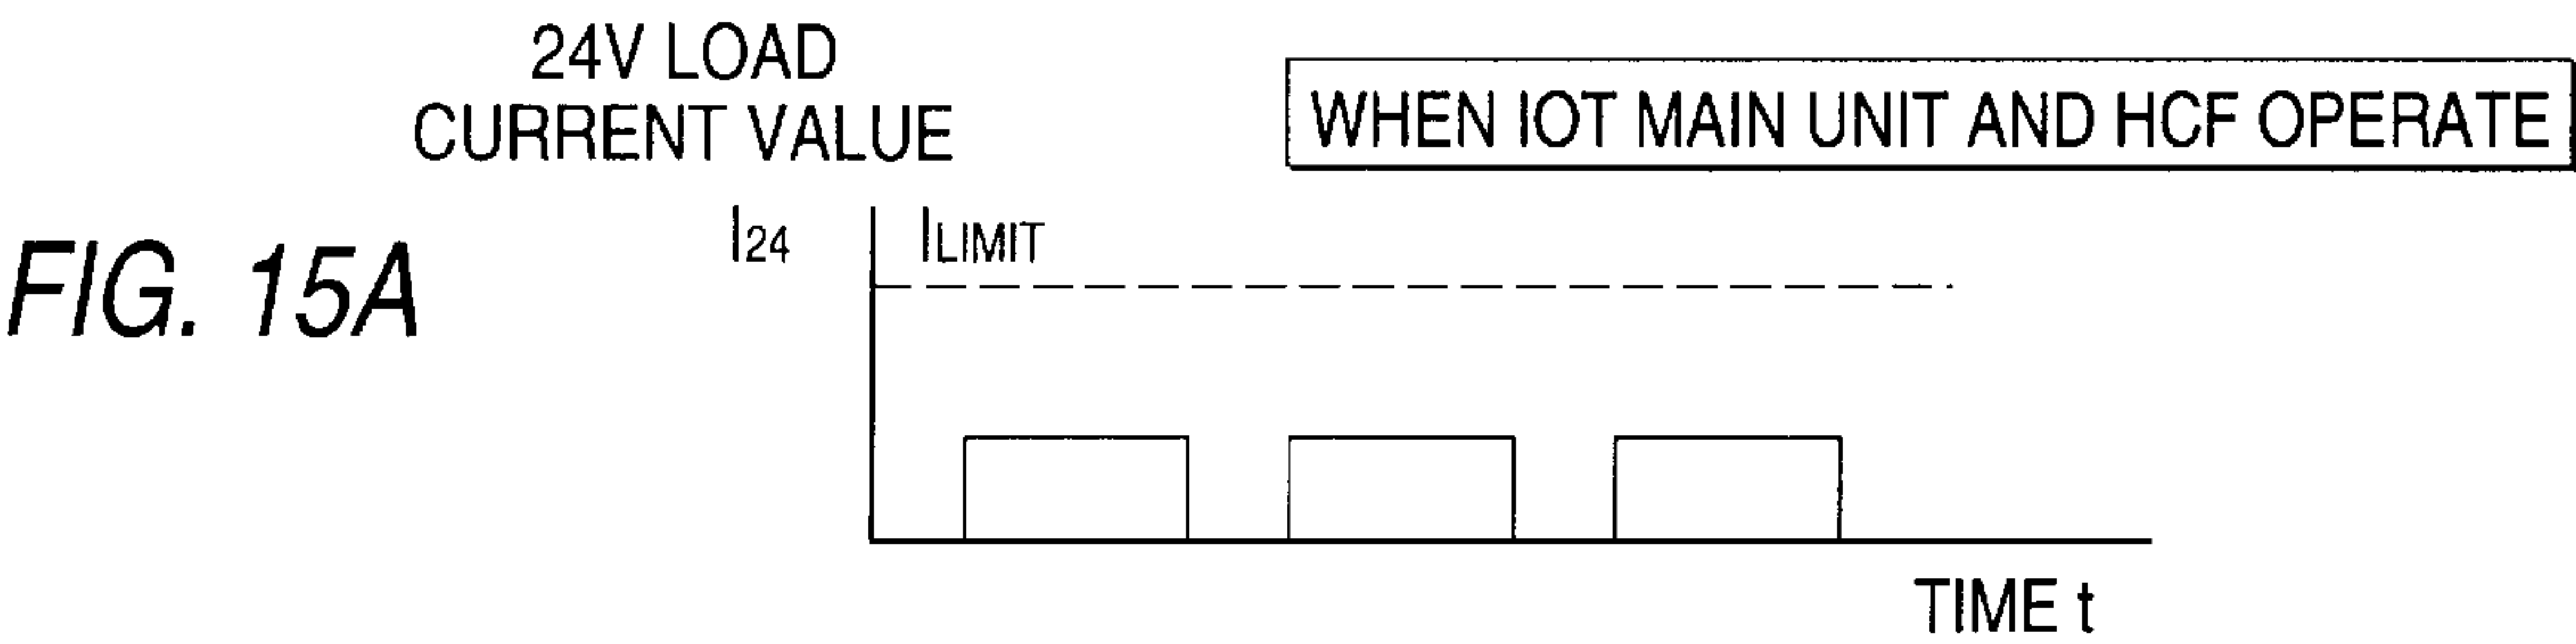 24V LOAD
CURRENT VALUE
WHEN IOT MAIN UNIT AND HCF OPERATE
I24
ILIMIT
FIG. 15A
TIME t